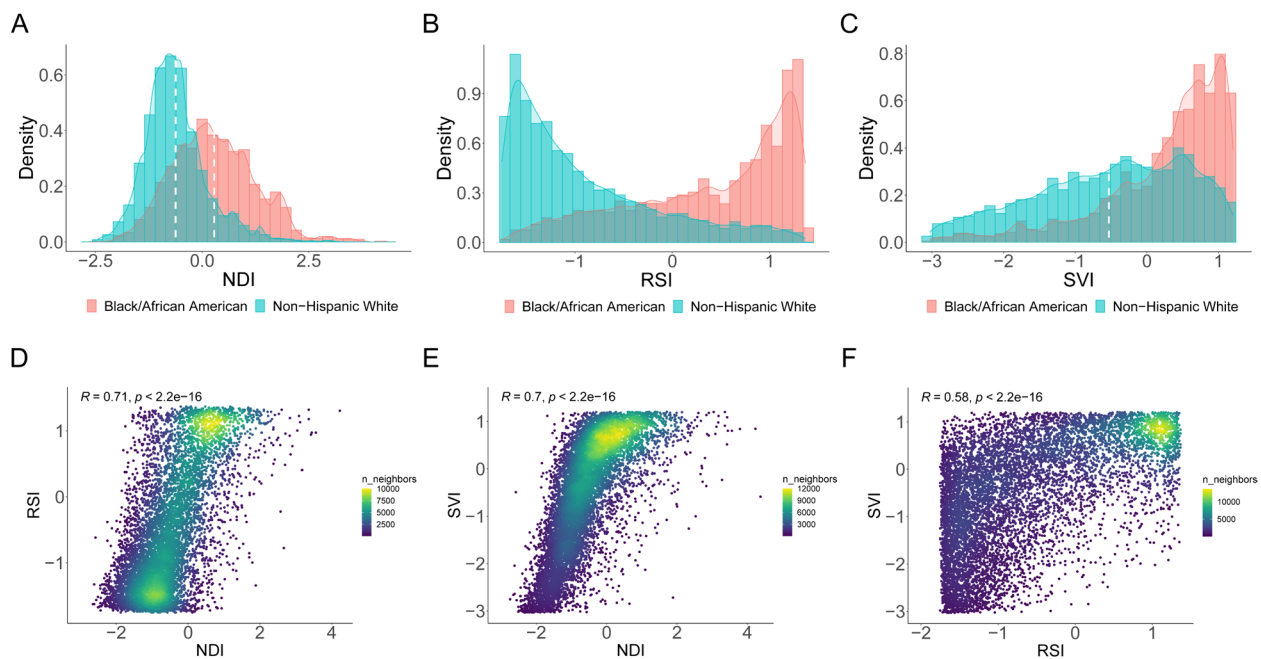 A
B
C
Density
0.6
0.4
0.2
0.0
−2.5
0.0
2.5
NDI
Black/African American
Non−Hispanic White
Density
0.9
0.6
0.3
0.0
−1
0
1
RSI
Black/African American
Non−Hispanic White
Density
0.8
0.6
0.4
0.2
0.0
−3
−2
−1
0
1
SVI
Black/African American
Non−Hispanic White
D
E
F
R = 0.71, p < 2.2e−16
RSI
1
0
−1
−2
0
2
4
NDI
n_neighbors
10000
7500
5000
2500
R = 0.7, p < 2.2e−16
SVI
1
0
−1
−2
−3
−2
0
2
4
NDI
n_neighbors
12000
9000
6000
3000
R = 0.58, p < 2.2e−16
SVI
1
0
−1
−2
−3
−2
−1
0
1
RSI
n_neighbors
10000
5000